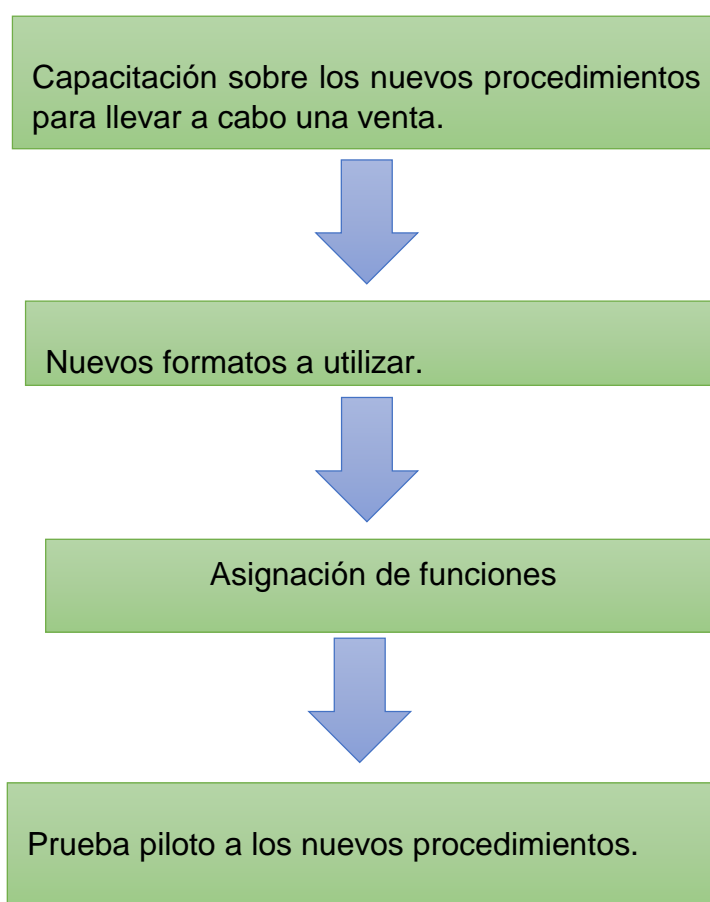 Capacitación sobre los nuevos procedimientos
para llevar a cabo una venta.
Nuevos formatos a utilizar.
Asignación de funciones
Prueba piloto a los nuevos procedimientos.